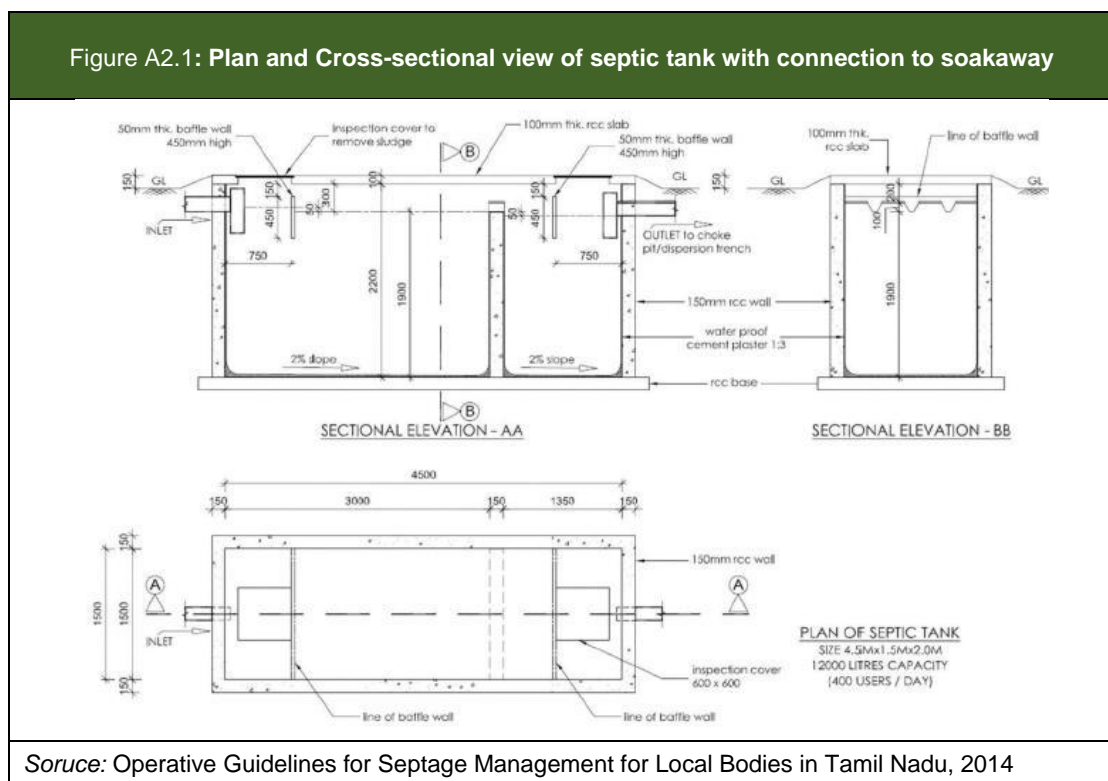 Figure A2.1: Plan and Cross-sectional view of septic tank with connection to soakaway
50mm thk. baffle wall
450mm high
Inspection cover to
remove sludge
B
100mm thk. rcc slab
50mm thk. baffle wall
450mm high
100mm thk.
rcc slab
line of baffle wall
GL
150
GL
150
GL
GL
150
300
100
450
50
150
50
450
200
100
INLET
OUTLET to choke
pit/dispersion trench
750
750
2200
1900
1900
150mm rcc wall
water proof
cement plaster 1:3
2% slope
2% slope
rcc base
B
SECTIONAL ELEVATION - AA
SECTIONAL ELEVATION - BB
4500
150
3000
150
1350
150
150
1500
1500
150
150mm rcc wall
A
A
INLET
PLAN OF SEPTIC TANK
SIZE 4.5Mx1.5Mx2.0M
12000 LITRES CAPACITY
(400 USERS / DAY)
inspection cover
600 x 600
line of baffle wall
line of baffle wall
Soruce: Operative Guidelines for Septage Management for Local Bodies in Tamil Nadu, 2014